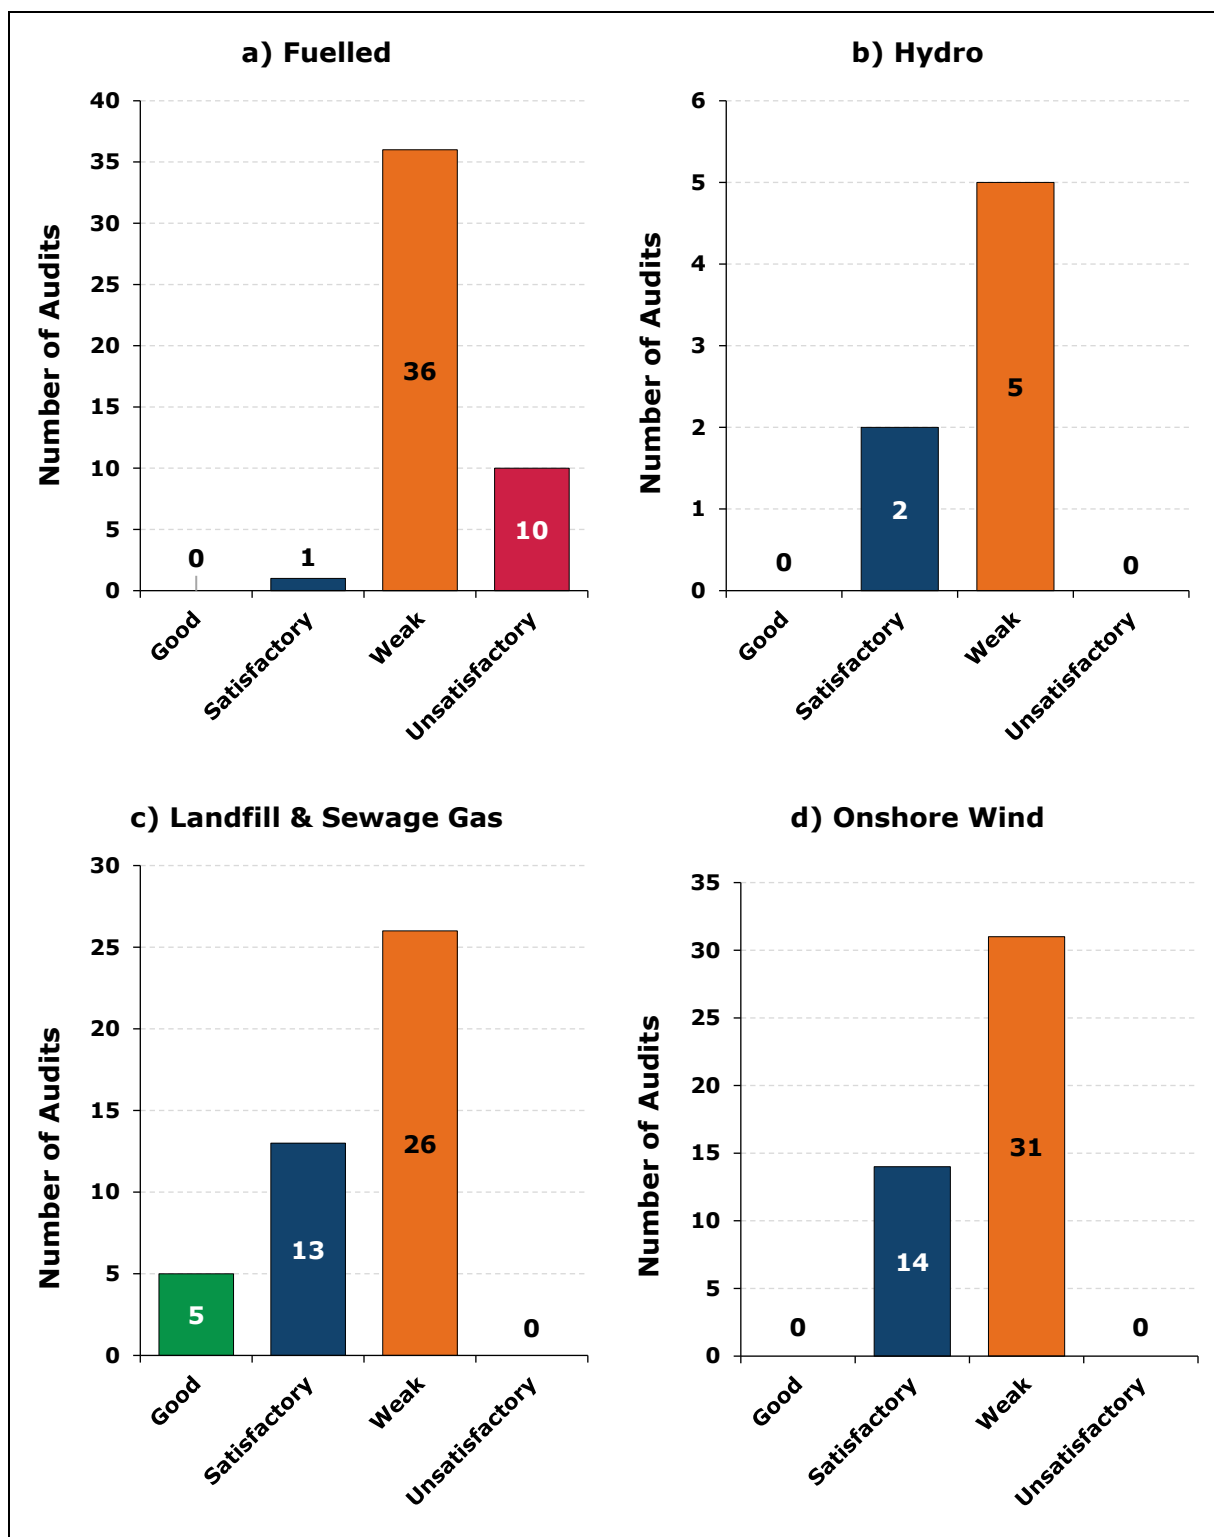 a) Fuelled
Number of Audits
40
35
30
25
20
15
10
5
0
0
1
36
10
Good
Satisfactory
Weak
Unsatisfactory
b) Hydro
Number of Audits
6
5
4
3
2
1
0
0
2
5
0
Good
Satisfactory
Weak
Unsatisfactory
c) Landfill & Sewage Gas
Number of Audits
30
25
20
15
10
5
0
5
13
26
0
Good
Satisfactory
Weak
Unsatisfactory
d) Onshore Wind
Number of Audits
35
30
25
20
15
10
5
0
0
14
31
0
Good
Satisfactory
Weak
Unsatisfactory